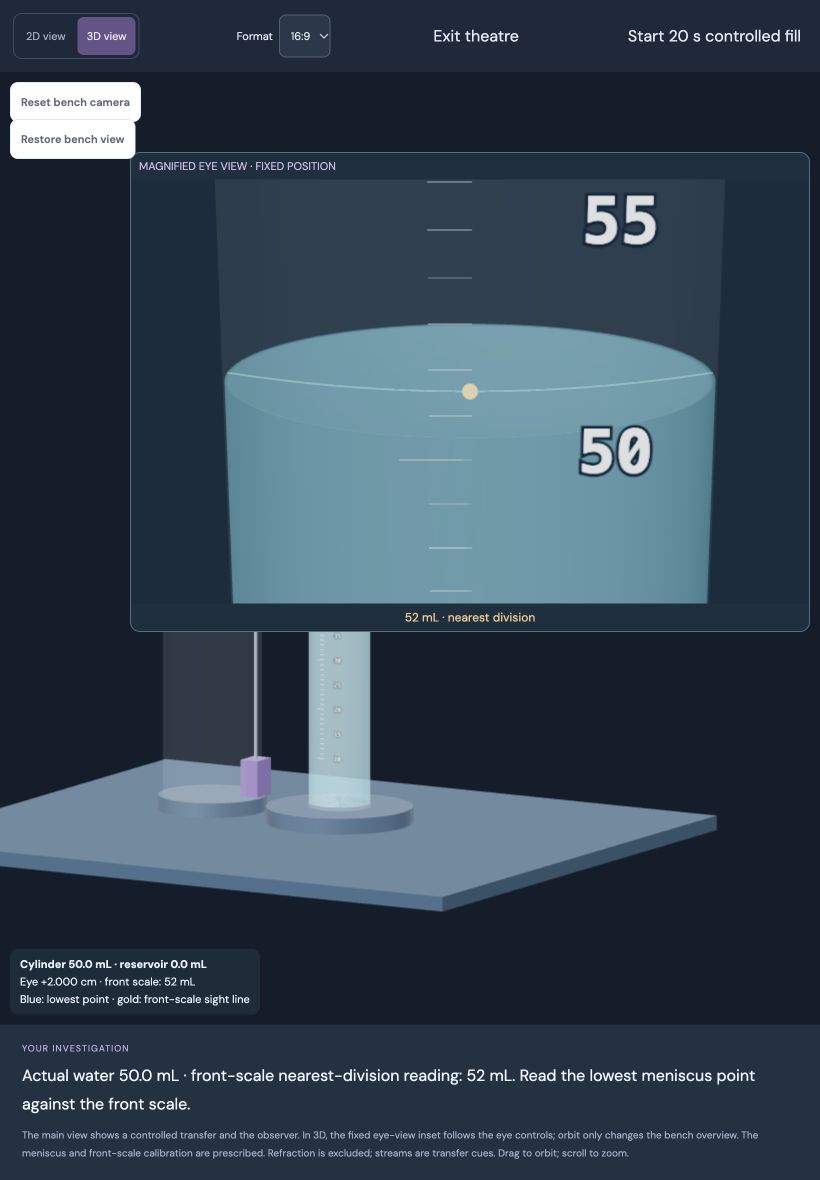 2D view
3D view
Format
16:9
Exit theatre
Start 20 s controlled fill
Reset bench camera
Restore bench view
MAGNIFIED EYE VIEW · FIXED POSITION
55
50
52 mL · nearest division
Cylinder 50.0 mL · reservoir 0.0 mL
Eye +2.000 cm · front scale: 52 mL
Blue: lowest point · gold: front-scale sight line
YOUR INVESTIGATION
Actual water 50.0 mL · front-scale nearest-division reading: 52 mL. Read the lowest meniscus point
against the front scale.
The main view shows a controlled transfer and the observer. In 3D, the fixed eye-view inset follows the eye controls; orbit only changes the bench overview. The
meniscus and front-scale calibration are prescribed. Refraction is excluded; streams are transfer cues. Drag to orbit; scroll to zoom.